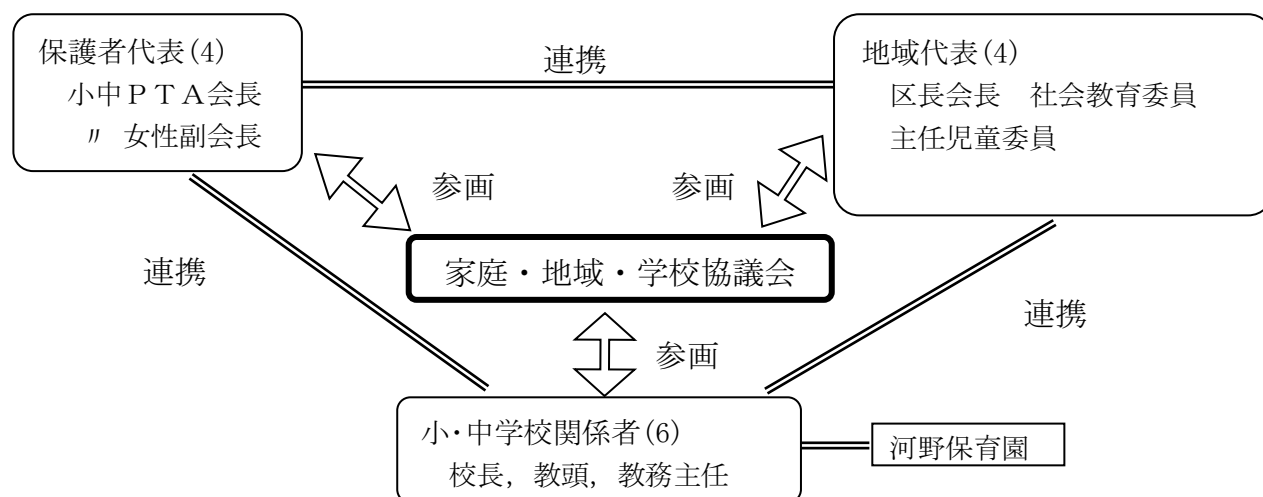 保護者代表(4)
小中ＰＴＡ会長
〃 女性副会長
連携
地域代表(4)
区長会長　社会教育委員
主任児童委員
参画
参画
連携
家庭・地域・学校協議会
連携
参画
小・中学校関係者(6)
校長，教頭，教務主任
河野保育園